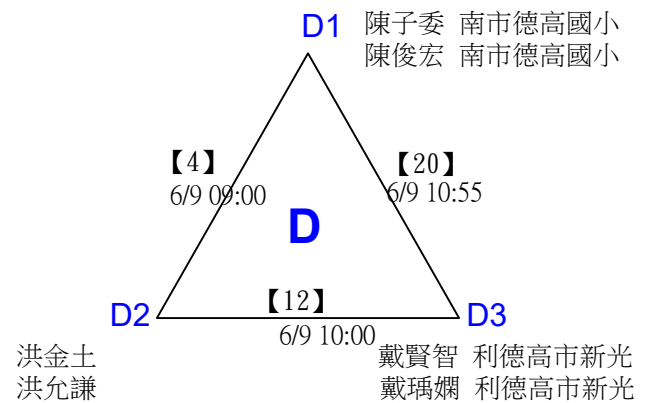 D1 陳子委 南市德高國小
陳俊宏 南市德高國小
【4】
6/9 09:00
【20】
6/9 10:55
D
D2
【12】
6/9 10:00
D3
洪金土
洪允謙
戴賢智 利德高市新光
戴瑀嫻 利德高市新光